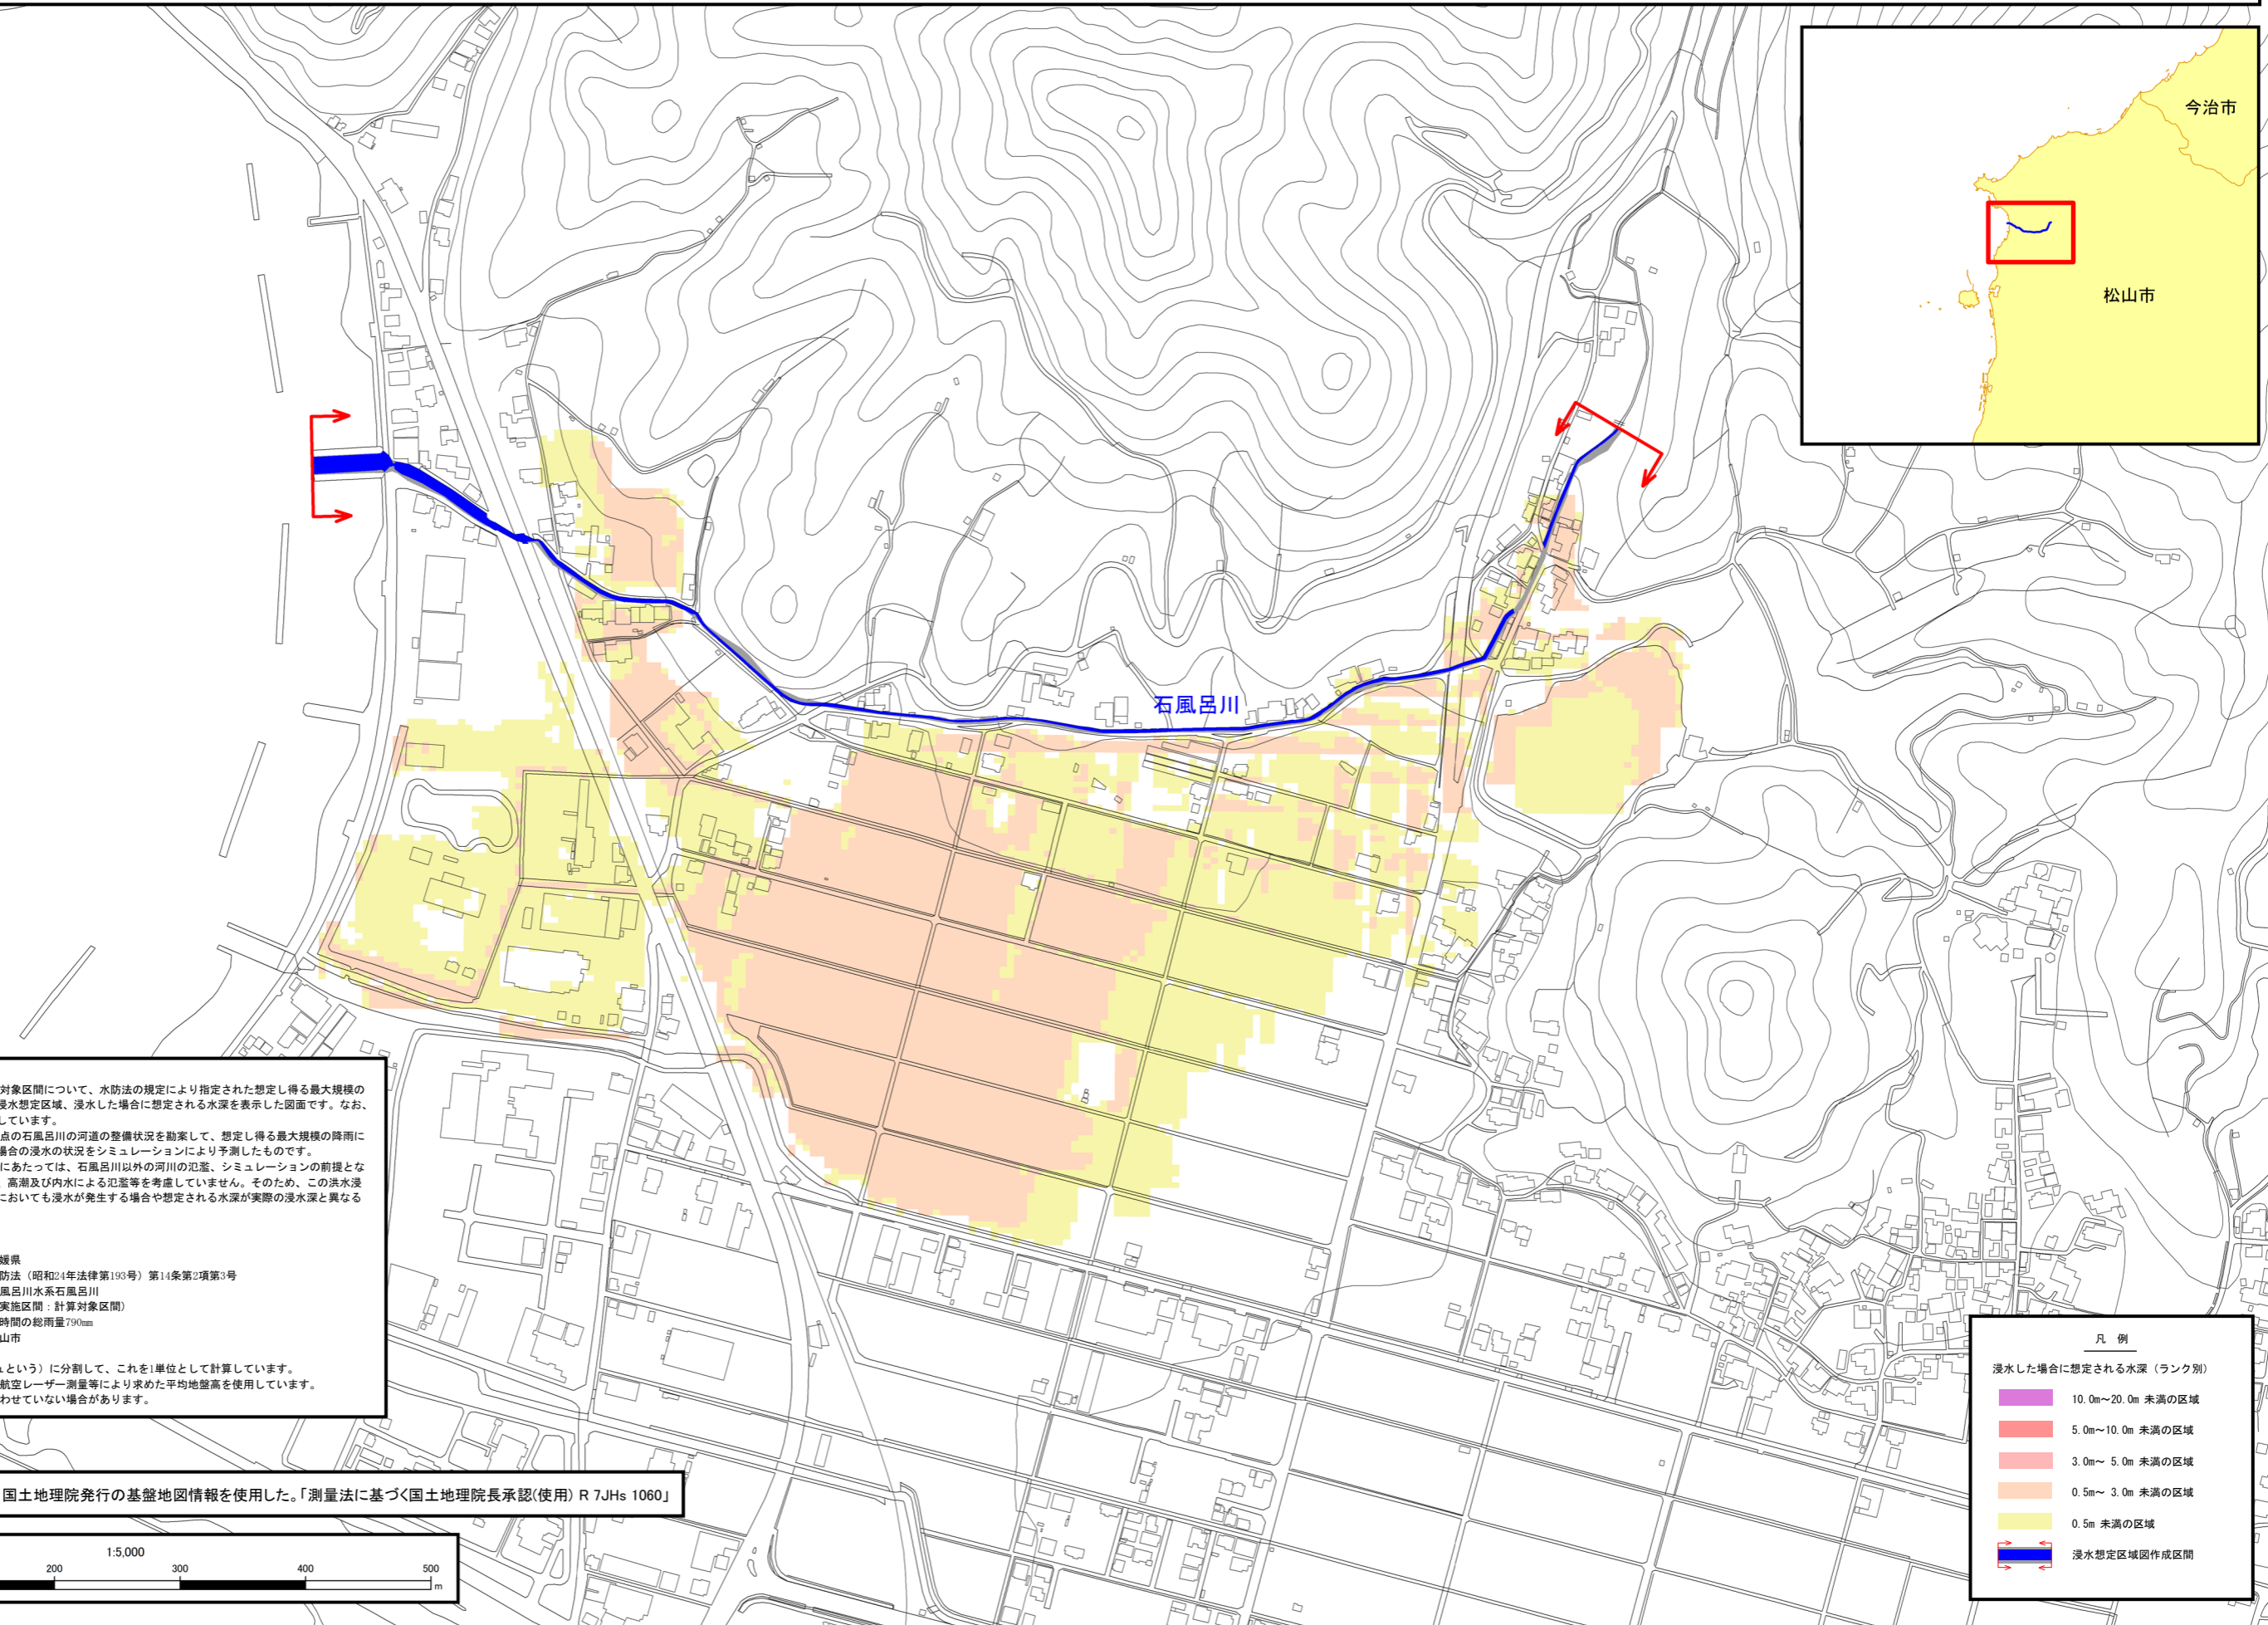 今治市
松山市
石風呂川
対象区間について、水防法の規定により指定された想定し得る最大規模の
浸水想定区域、浸水した場合に想定される水深を表示した図面です。なお、
しています。
点の石風呂川の河道の整備状況を勘案して、想定し得る最大規模の降雨に
場合の浸水の状況をシミュレーションにより予測したものです。
にあたっては、石風呂川以外の河川の氾濫、シミュレーションの前提とな
、高潮及び内水による氾濫等を考慮していません。そのため、この洪水浸
においても浸水が発生する場合や想定される水深が実際の浸水深と異なる
媛県
防法（昭和24年法律第193号）第14条第2項第3号
風呂川水系石風呂川
実施区間：計算対象区間）
時間の総雨量790mm
山市
ュという）に分割して、これを1単位として計算しています。
航空レーザー測量等により求めた平均地盤高を使用しています。
わせていない場合があります。
国土地理院発行の基盤地図情報を使用した。「測量法に基づく国土地理院長承認(使用) R 7JHs 1060」
1:5,000
200 300 400 500
m
凡 例
浸水した場合に想定される水深（ランク別）
10.0m～20.0m 未満の区域
5.0m～10.0m 未満の区域
3.0m～ 5.0m 未満の区域
0.5m～ 3.0m 未満の区域
0.5m 未満の区域
浸水想定区域図作成区間